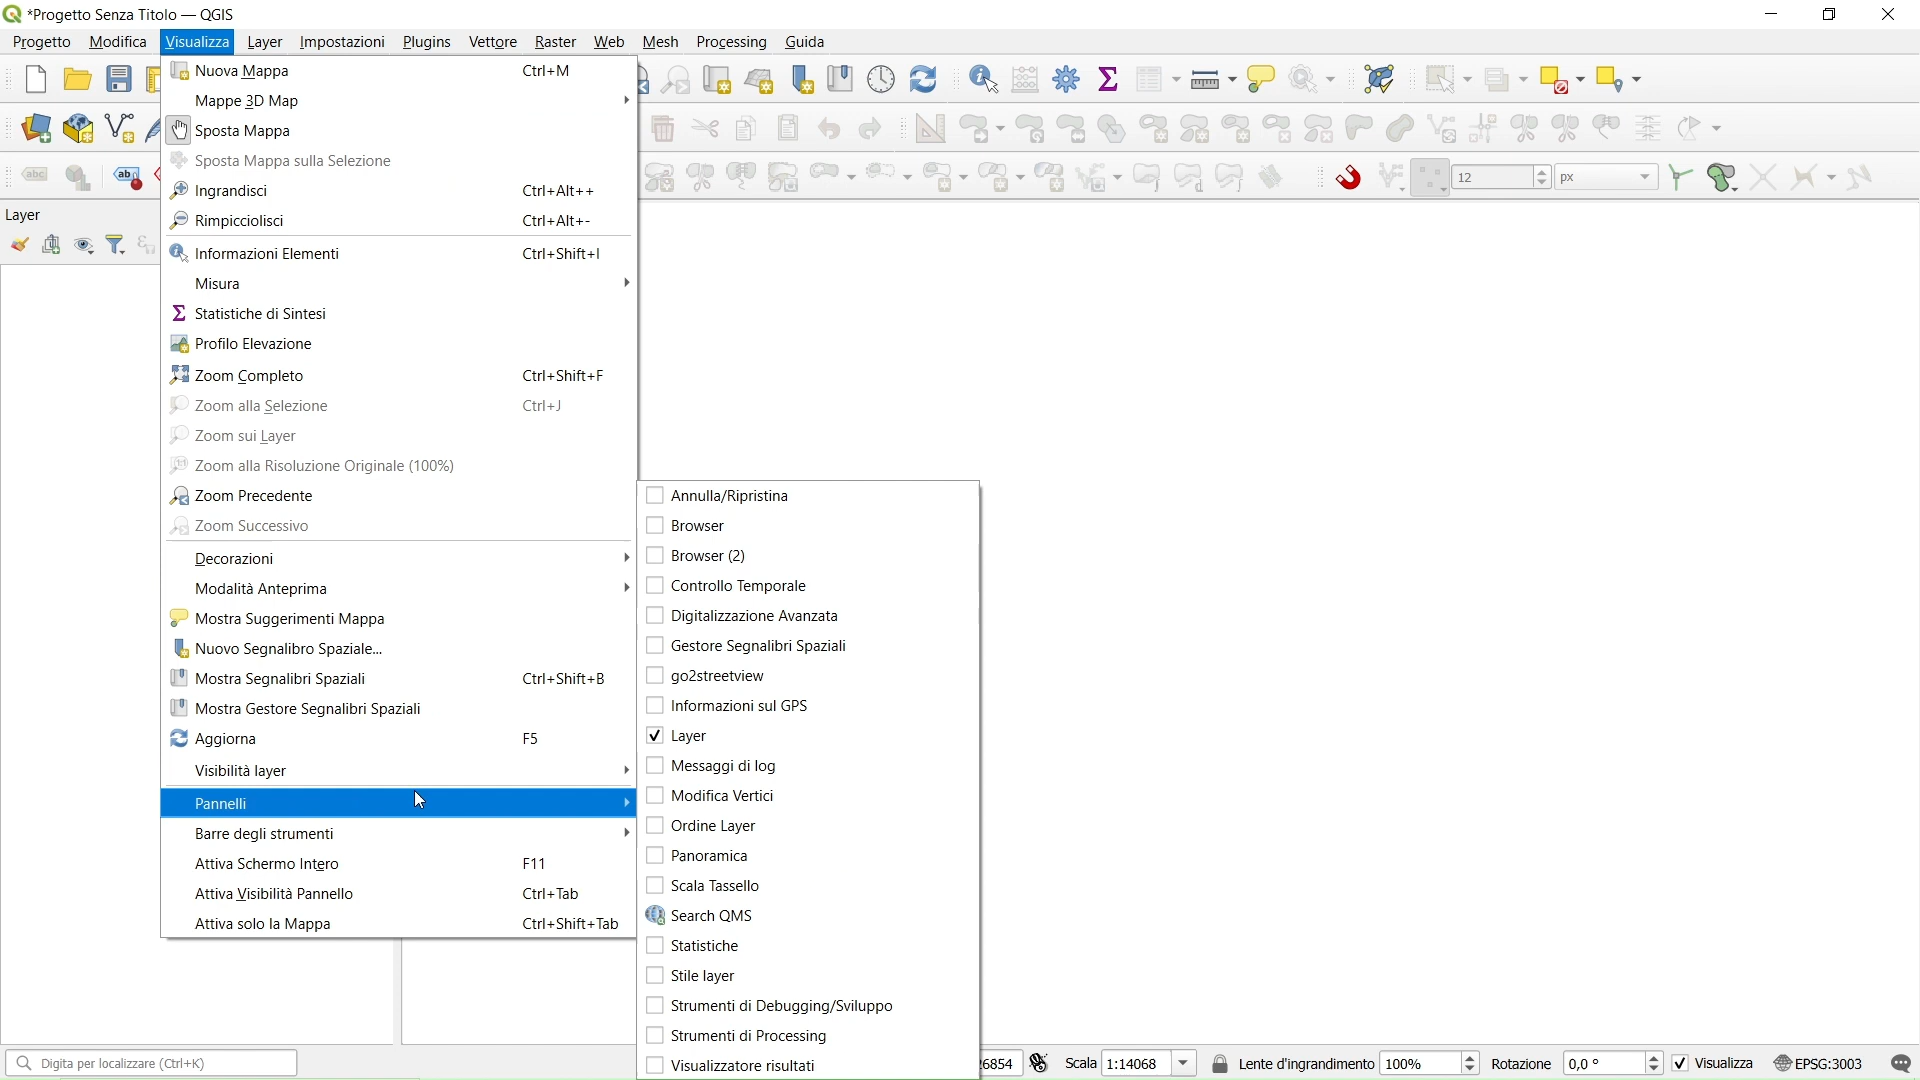 *Progetto Senza Titolo — QGIS
Progetto Modifica Visualizza Layer Impostazioni Plugins Vettore Raster Web Mesh Processing Guida
Nuova Mappa Ctrl+M
Mappe 3D Map
Sposta Mappa
Sposta Mappa sulla Selezione
Ingrandisci Ctrl+Alt++
Rimpicciolisci Ctrl+Alt+-
Informazioni Elementi Ctrl+Shift+I
Misura
Statistiche di Sintesi
Profilo Elevazione
Zoom Completo Ctrl+Shift+F
Zoom alla Selezione Ctrl+J
Zoom sui Layer
Zoom alla Risoluzione Originale (100%)
Zoom Precedente
Zoom Successivo
Decorazioni
Modalità Anteprima
Mostra Suggerimenti Mappa
Nuovo Segnalibro Spaziale...
Mostra Segnalibri Spaziali Ctrl+Shift+B
Mostra Gestore Segnalibri Spaziali
Aggiorna F5
Visibilità layer
Pannelli
Barre degli strumenti
Attiva Schermo Intero F11
Attiva Visibilità Pannello Ctrl+Tab
Attiva solo la Mappa Ctrl+Shift+Tab
Annulla/Ripristina
Browser
Browser (2)
Controllo Temporale
Digitalizzazione Avanzata
Gestore Segnalibri Spaziali
go2streetview
Informazioni sul GPS
Layer
Messaggi di log
Modifica Vertici
Ordine Layer
Panoramica
Scala Tassello
Search QMS
Statistiche
Stile layer
Strumenti di Debugging/Sviluppo
Strumenti di Processing
Visualizzatore risultati
abc
ab
12 px
Layer
Digita per localizzare (Ctrl+K)
26854 Scala 1:14068 Lente d'ingrandimento 100% Rotazione 0,0 ° Visualizza EPSG:3003